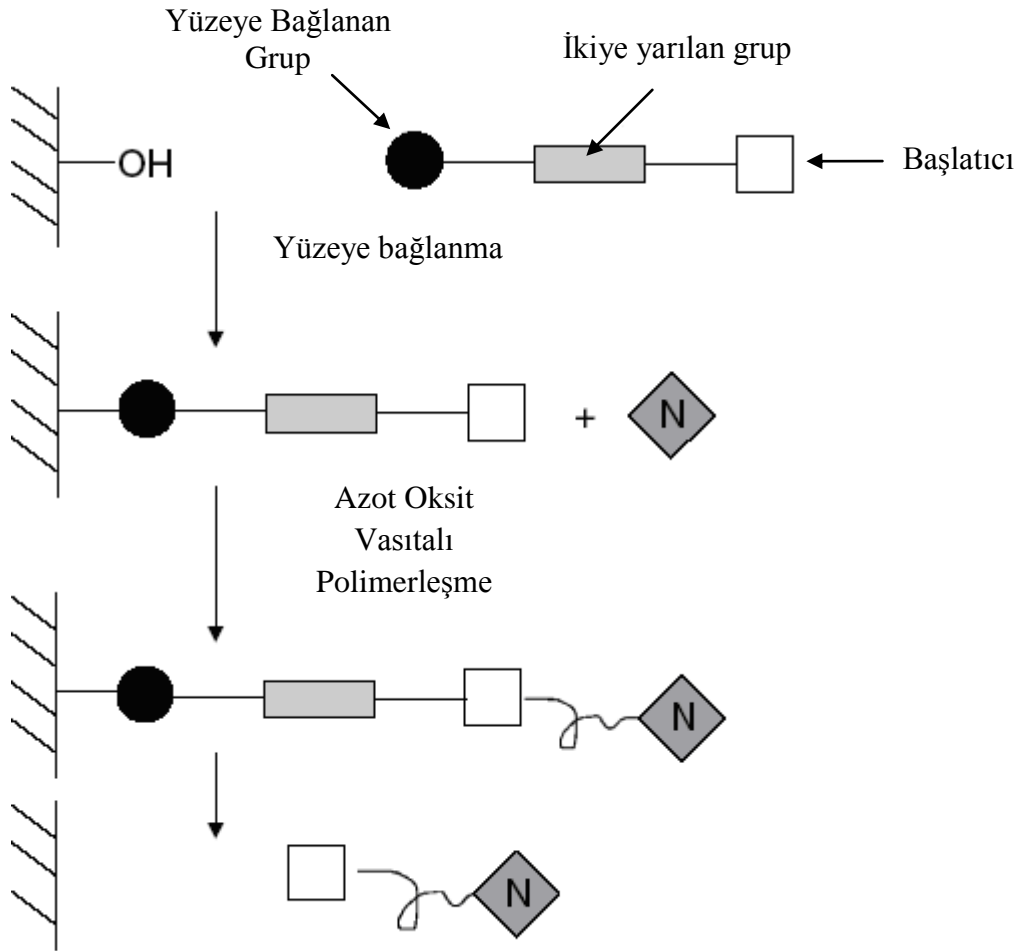 Yüzeye Bağlanan
Grup
İkiye yarılan grup
OH
Başlatıcı
Yüzeye bağlanma
+
N
Azot Oksit
Vasıtalı
Polimerleşme
N
N